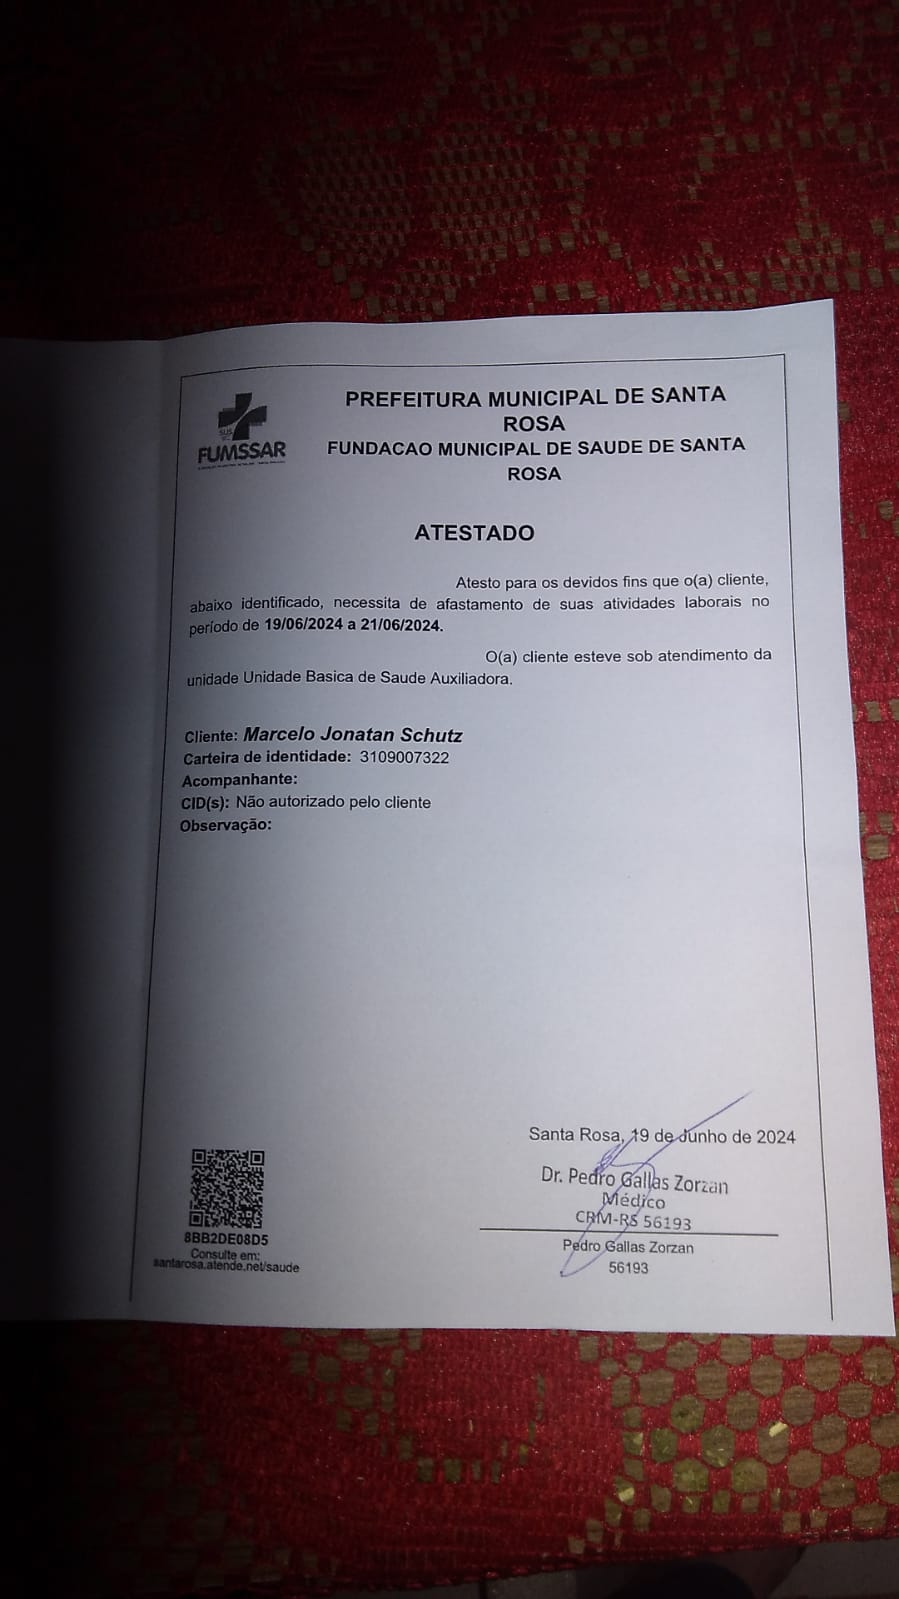 PREFEITURA MUNICIPAL DE SANTA
ROSA
FUNDACAO MUNICIPAL DE SAUDE DE SANTA
ROSA
SUS
FUMSSAR
ATESTADO
Atesto para os devidos fins que o(a) cliente,
abaixo identificado, necessita de afastamento de suas atividades laborais no
período de 19/06/2024 a 21/06/2024.
O(a) cliente esteve sob atendimento da
unidade Unidade Basica de Saude Auxiliadora.
Cliente: Marcelo Jonatan Schutz
Carteira de identidade: 3109007322
Acompanhante:
CID(s): Não autorizado pelo cliente
Observação:
Santa Rosa, 19 de Junho de 2024
Dr. Pedro Gallas Zorzan
Médico
CRM-RS 56193
Pedro Gallas Zorzan
56193
8BB2DE08D5
Consulte em:
santarosa.atende.net/saude